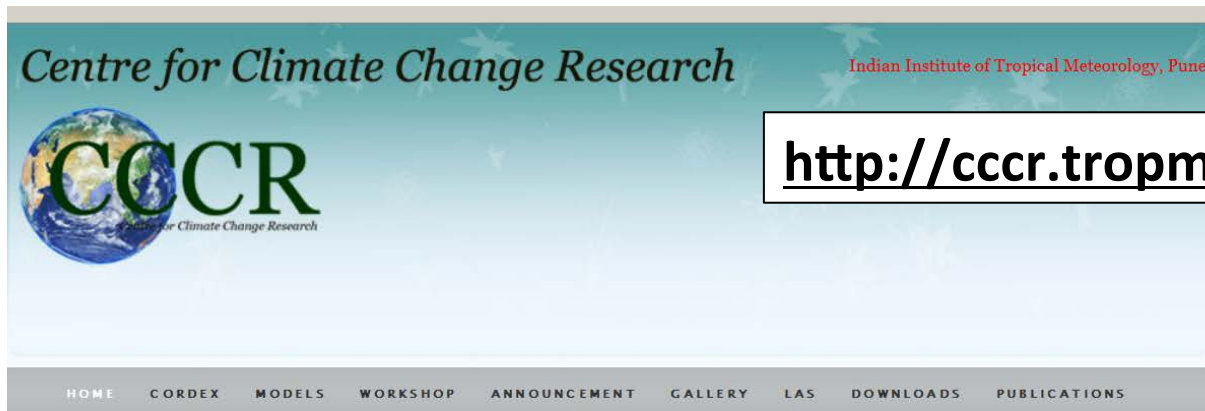 Centre for Climate Change Research
Indian Institute of Tropical Meteorology, Pune
http://cccr.tropm
CCCR
Centre for Climate Change Research
HOME CORDEX MODELS WORKSHOP ANNOUNCEMENT GALLERY LAS DOWNLOADS PUBLICATIONS